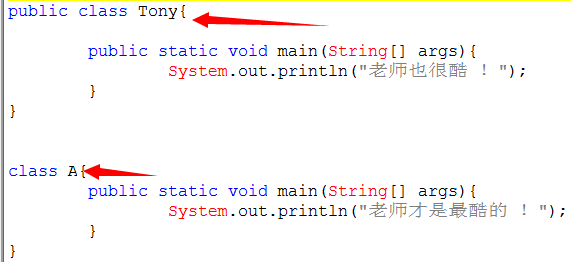 public class Tony{
public static void main(String[] args){
System.out.println("老师也很酷 ！");
}
}
class A{
public static void main(String[] args){
System.out.println("老师才是最酷的 ！");
}
}